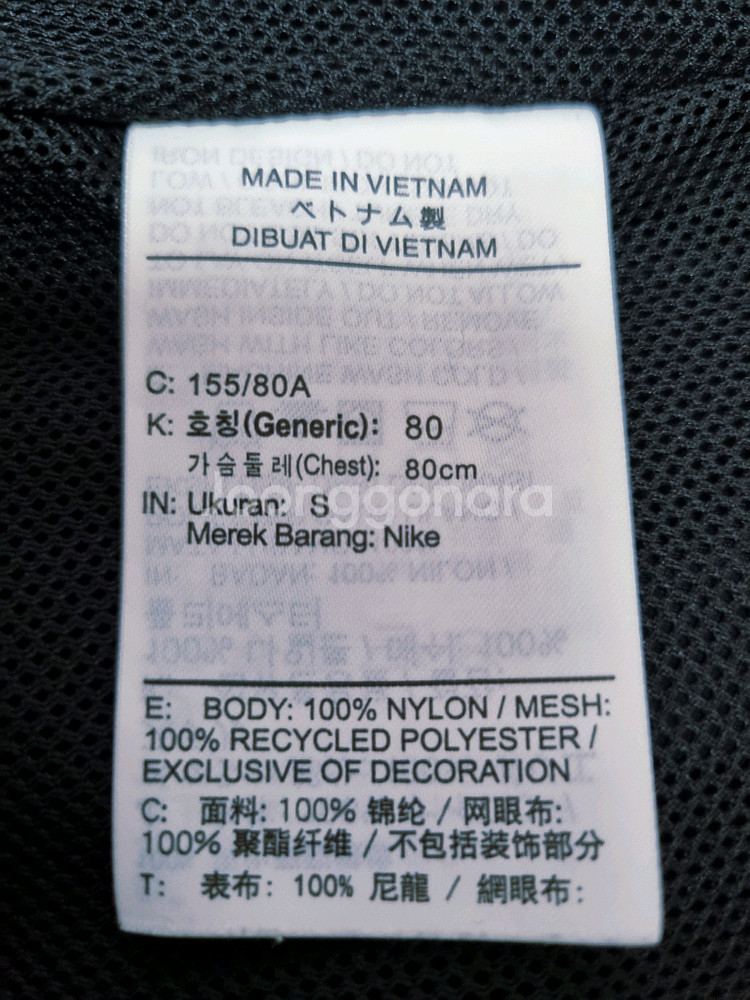 MADE IN VIETNAM
ベトナム製
DIBUAT DI VIETNAM
C: 155/80A
K: 호칭(Generic): 80
가슴둘레(Chest): 80cm
IN: Ukuran: S
Merek Barang: Nike
joonggonara
E: BODY: 100% NYLON / MESH:
100% RECYCLED POLYESTER /
EXCLUSIVE OF DECORATION
C: 面料: 100% 锦纶 / 网眼布:
100% 聚酯纤维 / 不包括装饰部分
T: 表布: 100% 尼龍 / 網眼布: